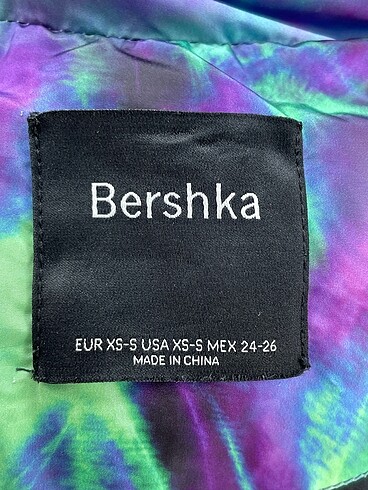 Bershka
EUR XS-S USA XS-S MEX 24-26
MADE IN CHINA